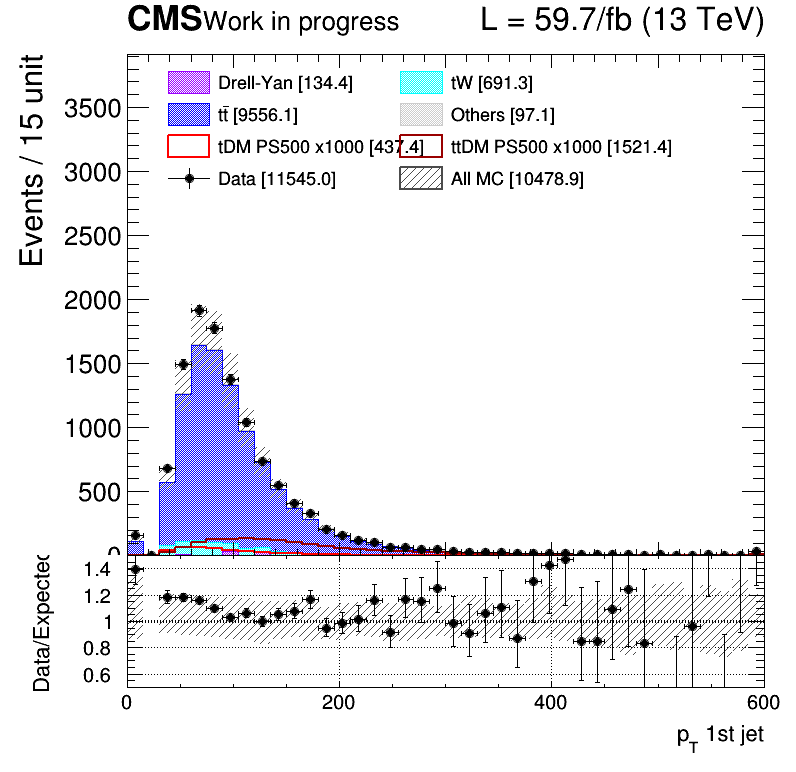 CMS Work in progress L = 59.7/fb (13 TeV)
Events / 15 unit
Drell-Yan [134.4] tW [691.3]
tt̄ [9556.1] Others [97.1]
tDM PS500 x1000 [437.4] ttDM PS500 x1000 [1521.4]
Data [11545.0] All MC [10478.9]
3500
3000
2500
2000
1500
1000
500
0
Data/Expected
1.4
1.2
1
0.8
0.6
0 200 400 600
p_T 1st jet